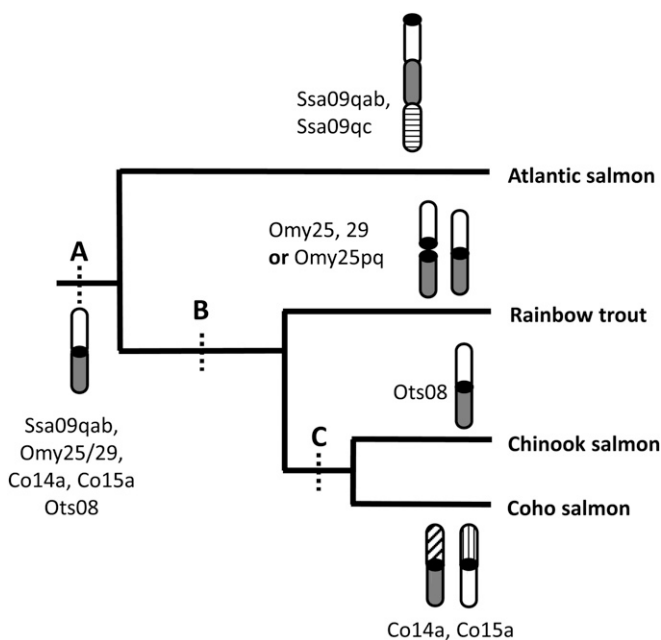 Ssa09qab,
Ssa09qc
Atlantic salmon
Omy25, 29
or Omy25pq
A
B
Rainbow trout
Ots08
Ssa09qab,
Omy25/29,
Co14a, Co15a
Ots08
C
Chinook salmon
Coho salmon
Co14a, Co15a